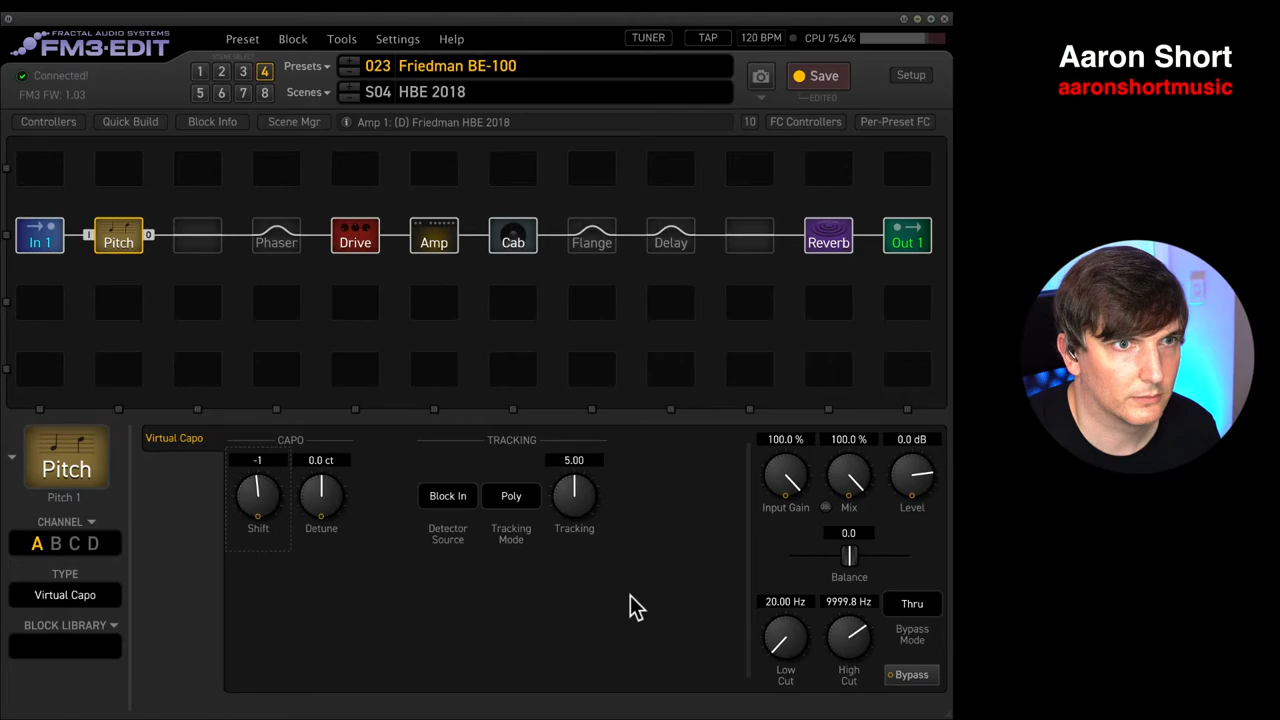 FRACTAL AUDIO SYSTEMS
FM3-EDIT
Preset Block Tools Settings Help
TUNER TAP 120 BPM CPU 75.4%
Aaron Short
aaronshortmusic
Connected!
FM3 FW: 1.03
SCENE SELECT
1 2 3 4
5 6 7 8
Presets 023 Friedman BE-100
Scenes S04 HBE 2018
Save
EDITED
Setup
Controllers Quick Build Block Info Scene Mgr Amp 1: (D) Friedman HBE 2018 10 FC Controllers Per-Preset FC
In 1 I Pitch O Phaser Drive Amp Cab Flange Delay Reverb Out 1
Pitch
Pitch 1
CHANNEL
A B C D
TYPE
Virtual Capo
BLOCK LIBRARY
Virtual Capo
CAPO
-1 0.0 ct
Shift Detune
TRACKING
5.00
Block In Poly
Detector Source
Tracking Mode
Tracking
100.0 % 100.0 % 0.0 dB
Input Gain Mix Level
0.0
Balance
20.00 Hz 9999.8 Hz Thru
Low Cut
High Cut
Bypass Mode
Bypass